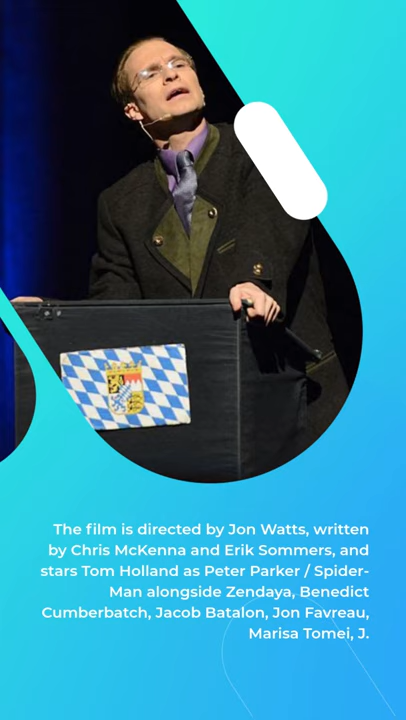 The film is directed by Jon Watts, written
by Chris McKenna and Erik Sommers, and
stars Tom Holland as Peter Parker / Spider-
Man alongside Zendaya, Benedict
Cumberbatch, Jacob Batalon, Jon Favreau,
Marisa Tomei, J.